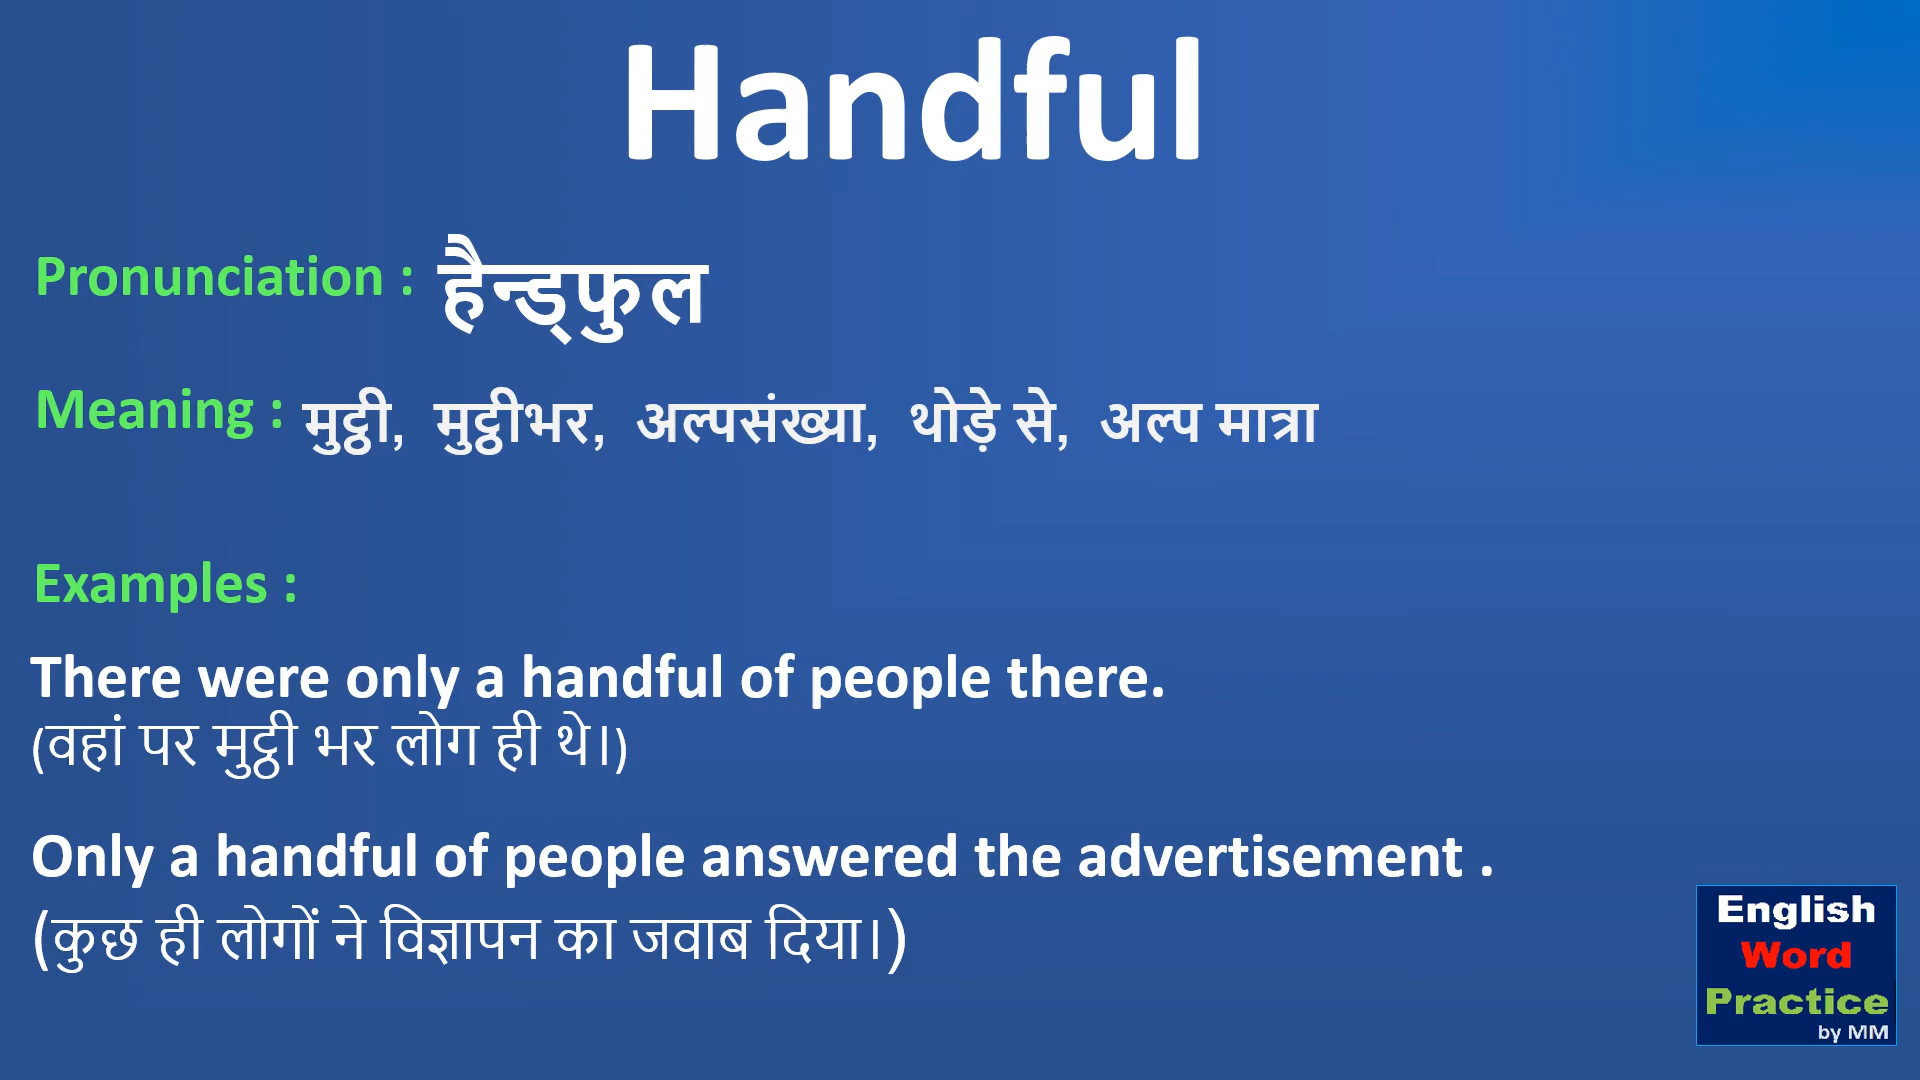 Handful
Pronunciation : हैन्ड्फुल
Meaning : मुट्ठी, मुट्ठीभर, अल्पसंख्या, थोड़े से, अल्प मात्रा
Examples :
There were only a handful of people there.
(वहां पर मुट्ठी भर लोग ही थे।)
Only a handful of people answered the advertisement .
(कुछ ही लोगों ने विज्ञापन का जवाब दिया।)
English
Word
Practice
by MM